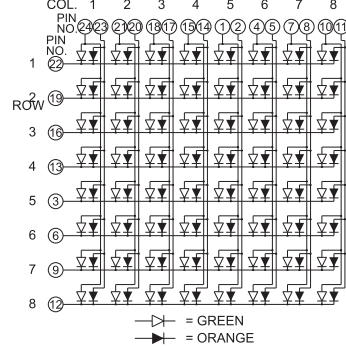 COL. 1 2 3 4 5 6 7 8
PIN NO. 24 23 21 20 18 17 15 14 1 2 4 5 7 8 10 11
PIN NO.
1 22
ROW 2 19
3 16
4 13
5 3
6 6
7 9
8 12
= GREEN
= ORANGE